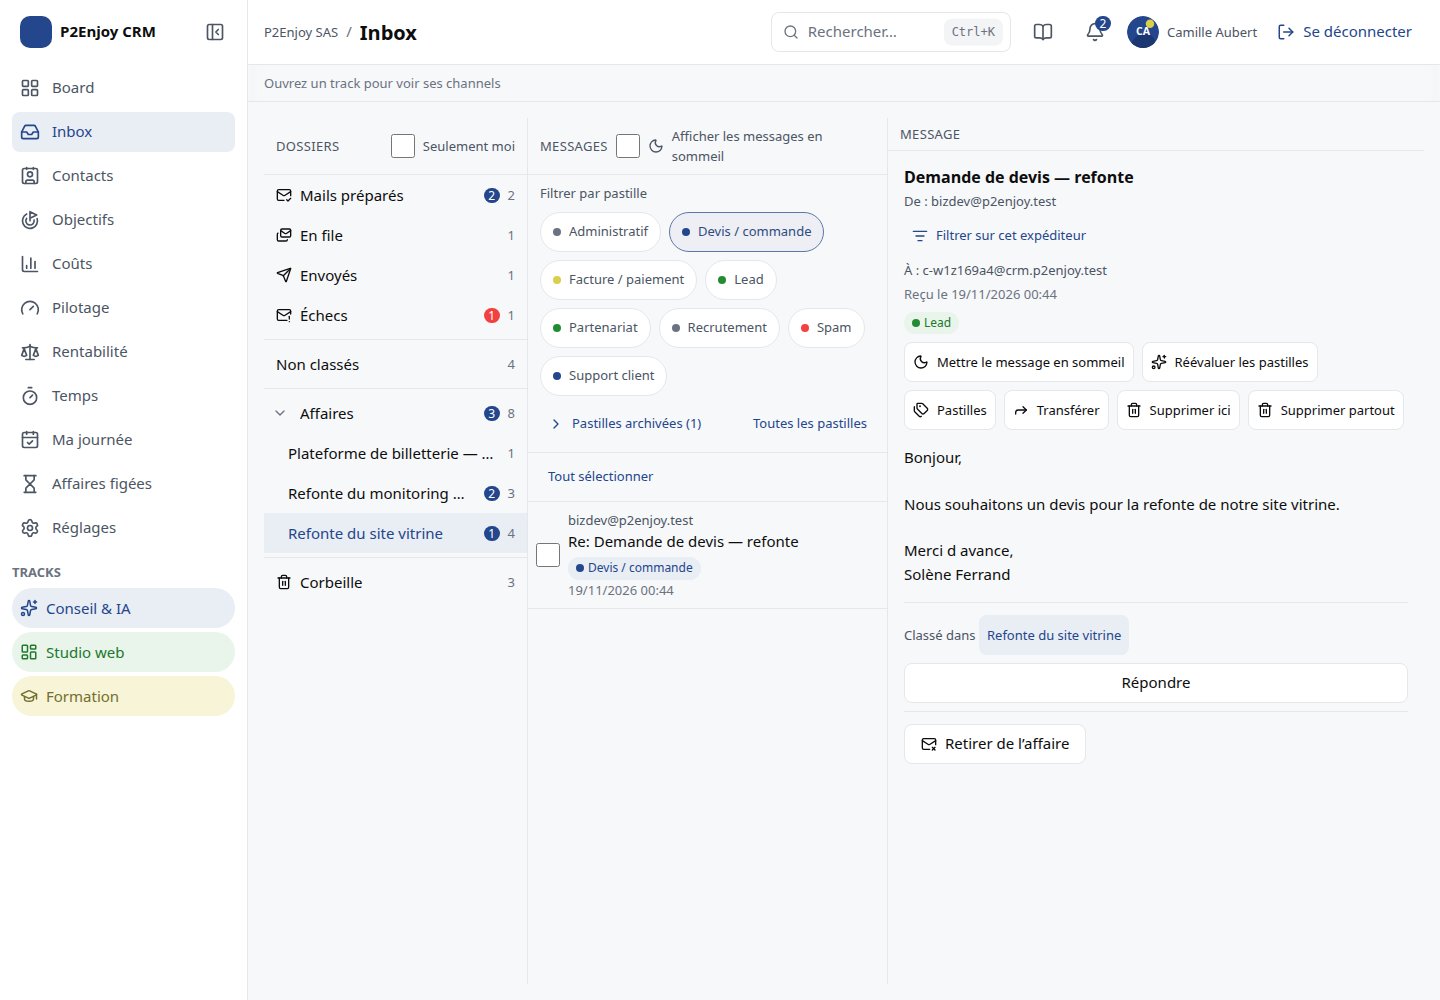 P2Enjoy CRM
Board
Inbox
Contacts
Objectifs
Coûts
Pilotage
Rentabilité
Temps
Ma journée
Affaires figées
Réglages
TRACKS
Conseil & IA
Studio web
Formation
P2Enjoy SAS / Inbox
Rechercher... Ctrl+K
2
CA Camille Aubert
Se déconnecter
Ouvrez un track pour voir ses channels
DOSSIERS Seulement moi
Mails préparés 2 2
En file 1
Envoyés 1
Échecs 1 1
Non classés 4
Affaires 3 8
Plateforme de billetterie — ... 1
Refonte du monitoring ... 2 3
Refonte du site vitrine 1 4
Corbeille 3
MESSAGES Afficher les messages en
sommeil
Filtrer par pastille
Administratif Devis / commande
Facture / paiement Lead
Partenariat Recrutement Spam
Support client
Pastilles archivées (1) Toutes les pastilles
Tout sélectionner
bizdev@p2enjoy.test
Re: Demande de devis — refonte
Devis / commande
19/11/2026 00:44
MESSAGE
Demande de devis — refonte
De : bizdev@p2enjoy.test
Filtrer sur cet expéditeur
À : c-w1z169a4@crm.p2enjoy.test
Reçu le 19/11/2026 00:44
Lead
Mettre le message en sommeil Réévaluer les pastilles
Pastilles Transférer Supprimer ici Supprimer partout
Bonjour,
Nous souhaitons un devis pour la refonte de notre site vitrine.
Merci d avance,
Solène Ferrand
Classé dans Refonte du site vitrine
Répondre
Retirer de l’affaire